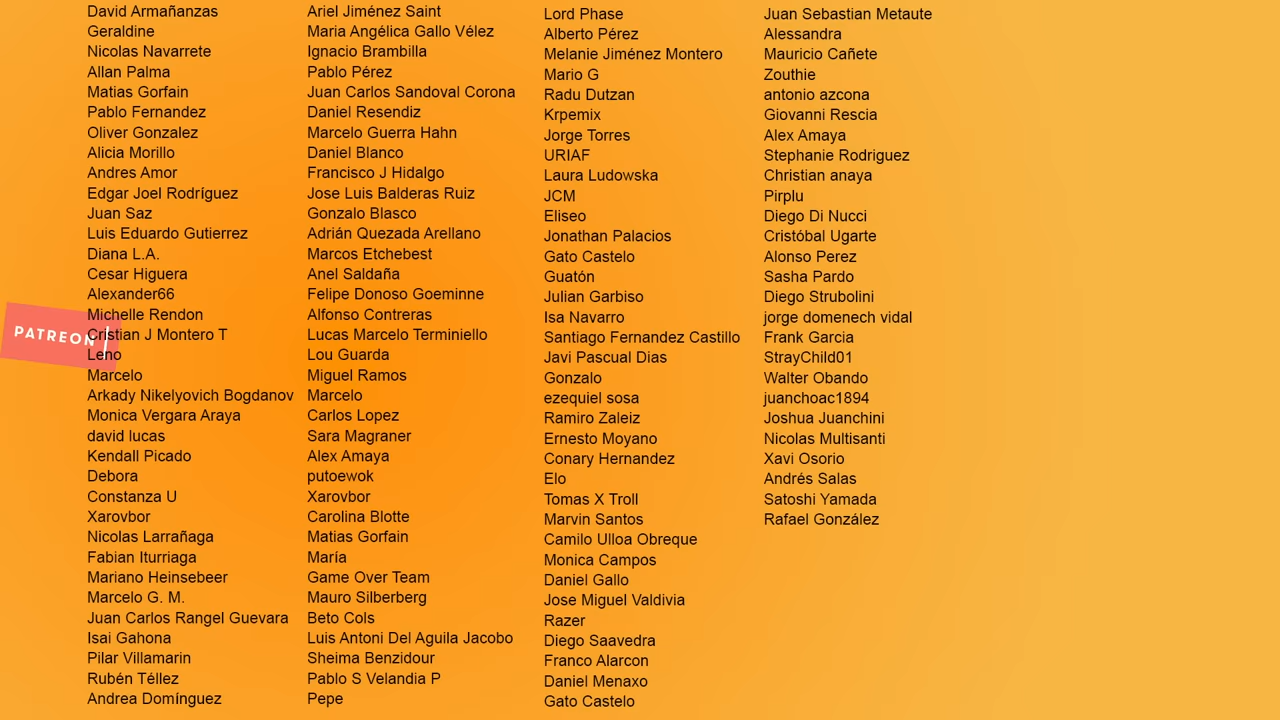 David Armañanzas
Geraldine
Nicolas Navarrete
Allan Palma
Matias Gorfain
Pablo Fernandez
Oliver Gonzalez
Alicia Morillo
Andres Amor
Edgar Joel Rodríguez
Juan Saz
Luis Eduardo Gutierrez
Diana L.A.
Cesar Higuera
Alexander66
Michelle Rendon
PATREON
Cristian J Montero T
Leno
Marcelo
Arkady Nikelyovich Bogdanov
Monica Vergara Araya
david lucas
Kendall Picado
Debora
Constanza U
Xarovbor
Nicolas Larrañaga
Fabian Iturriaga
Mariano Heinsebeer
Marcelo G. M.
Juan Carlos Rangel Guevara
Isai Gahona
Pilar Villamarin
Rubén Téllez
Andrea Domínguez
Ariel Jiménez Saint
Maria Angélica Gallo Vélez
Ignacio Brambilla
Pablo Pérez
Juan Carlos Sandoval Corona
Daniel Resendiz
Marcelo Guerra Hahn
Daniel Blanco
Francisco J Hidalgo
Jose Luis Balderas Ruiz
Gonzalo Blasco
Adrián Quezada Arellano
Marcos Etchebest
Anel Saldaña
Felipe Donoso Goeminne
Alfonso Contreras
Lucas Marcelo Terminiello
Lou Guarda
Miguel Ramos
Marcelo
Carlos Lopez
Sara Magraner
Alex Amaya
putoewok
Xarovbor
Carolina Blotte
Matias Gorfain
María
Game Over Team
Mauro Silberberg
Beto Cols
Luis Antoni Del Aguila Jacobo
Sheima Benzidour
Pablo S Velandia P
Pepe
Lord Phase
Alberto Pérez
Melanie Jiménez Montero
Mario G
Radu Dutzan
Krpemix
Jorge Torres
URIAF
Laura Ludowska
JCM
Eliseo
Jonathan Palacios
Gato Castelo
Guatón
Julian Garbiso
Isa Navarro
Santiago Fernandez Castillo
Javi Pascual Dias
Gonzalo
ezequiel sosa
Ramiro Zaleiz
Ernesto Moyano
Conary Hernandez
Elo
Tomas X Troll
Marvin Santos
Camilo Ulloa Obreque
Monica Campos
Daniel Gallo
Jose Miguel Valdivia
Razer
Diego Saavedra
Franco Alarcon
Daniel Menaxo
Gato Castelo
Juan Sebastian Metaute
Alessandra
Mauricio Cañete
Zouthie
antonio azcona
Giovanni Rescia
Alex Amaya
Stephanie Rodriguez
Christian anaya
Pirplu
Diego Di Nucci
Cristóbal Ugarte
Alonso Perez
Sasha Pardo
Diego Strubolini
jorge domenech vidal
Frank Garcia
StrayChild01
Walter Obando
juanchoac1894
Joshua Juanchini
Nicolas Multisanti
Xavi Osorio
Andrés Salas
Satoshi Yamada
Rafael González